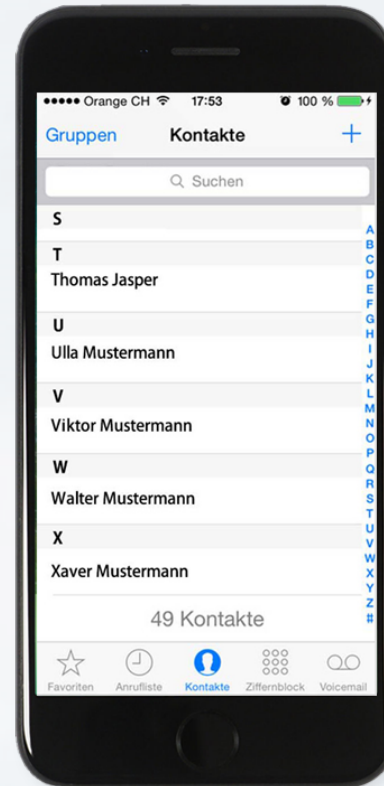 Orange CH 17:53 100 %
Gruppen Kontakte +
Suchen
S
T
Thomas Jasper
U
Ulla Mustermann
V
Viktor Mustermann
W
Walter Mustermann
X
Xaver Mustermann
49 Kontakte
A
B
C
D
E
F
G
H
I
J
K
L
M
N
O
P
Q
R
S
T
U
V
W
X
Y
Z
#
Favoriten Anrufliste Kontakte Ziffernblock Voicemail